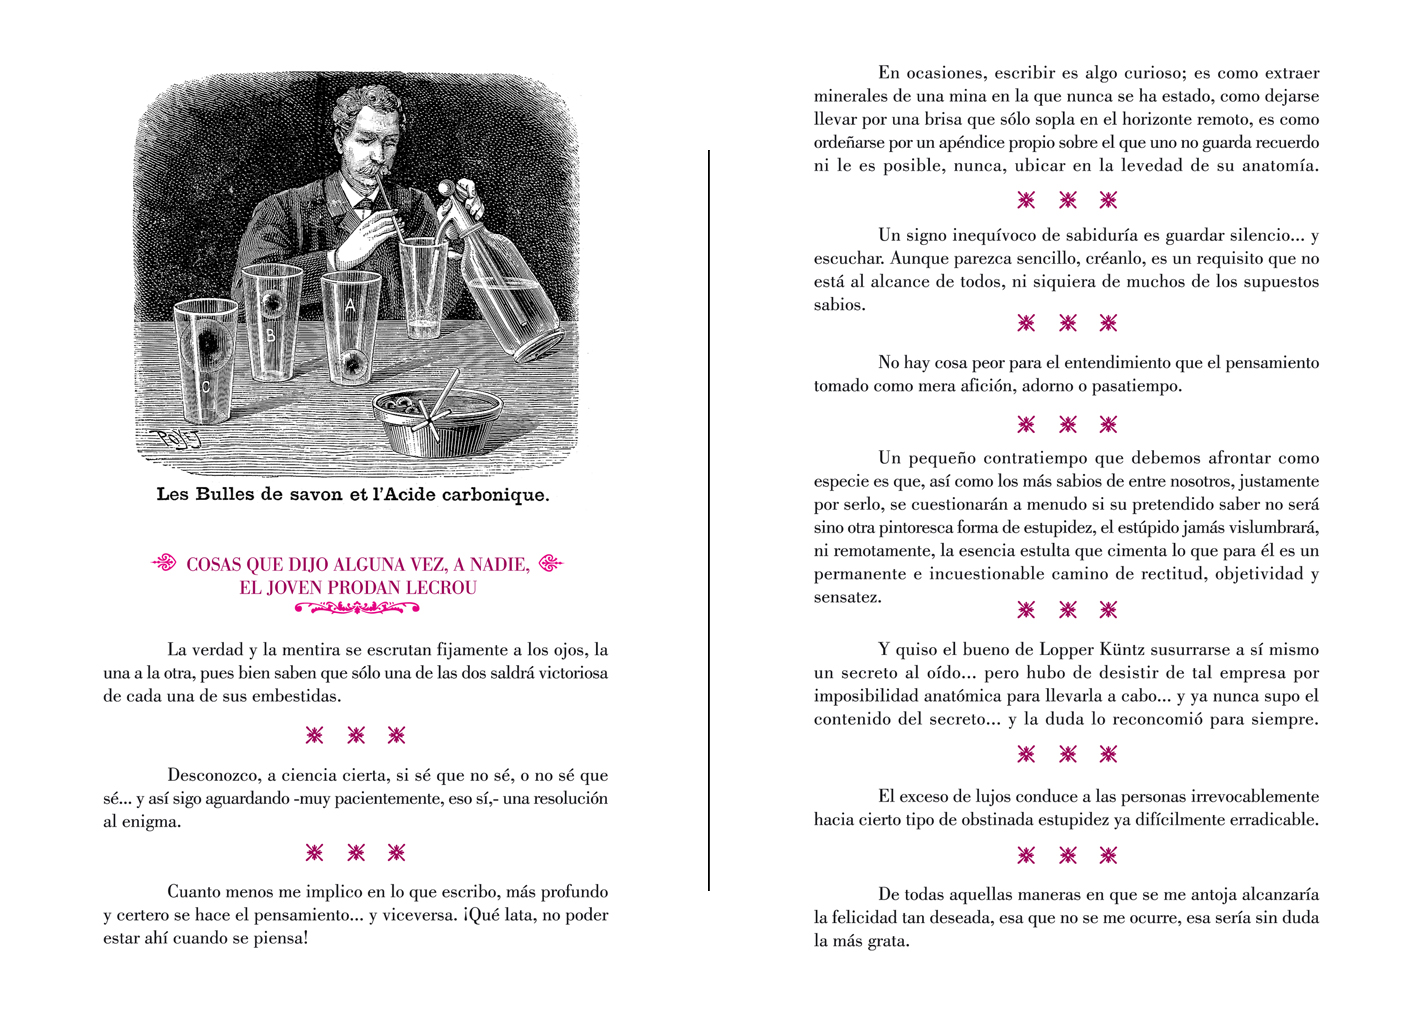 A
B
C
POYET
Les Bulles de savon et l'Acide carbonique.
COSAS QUE DIJO ALGUNA VEZ, A NADIE,
EL JOVEN PRODAN LECROU
La verdad y la mentira se escrutan fijamente a los ojos, la
una a la otra, pues bien saben que sólo una de las dos saldrá victoriosa
de cada una de sus embestidas.
Desconozco, a ciencia cierta, si sé que no sé, o no sé que
sé... y así sigo aguardando -muy pacientemente, eso sí,- una resolución
al enigma.
Cuanto menos me implico en lo que escribo, más profundo
y certero se hace el pensamiento... y viceversa. ¡Qué lata, no poder
estar ahí cuando se piensa!
En ocasiones, escribir es algo curioso; es como extraer
minerales de una mina en la que nunca se ha estado, como dejarse
llevar por una brisa que sólo sopla en el horizonte remoto, es como
ordeñarse por un apéndice propio sobre el que uno no guarda recuerdo
ni le es posible, nunca, ubicar en la levedad de su anatomía.
Un signo inequívoco de sabiduría es guardar silencio... y
escuchar. Aunque parezca sencillo, créanlo, es un requisito que no
está al alcance de todos, ni siquiera de muchos de los supuestos
sabios.
No hay cosa peor para el entendimiento que el pensamiento
tomado como mera afición, adorno o pasatiempo.
Un pequeño contratiempo que debemos afrontar como
especie es que, así como los más sabios de entre nosotros, justamente
por serlo, se cuestionarán a menudo si su pretendido saber no será
sino otra pintoresca forma de estupidez, el estúpido jamás vislumbrará,
ni remotamente, la esencia estulta que cimenta lo que para él es un
permanente e incuestionable camino de rectitud, objetividad y
sensatez.
Y quiso el bueno de Lopper Küntz susurrarse a sí mismo
un secreto al oído... pero hubo de desistir de tal empresa por
imposibilidad anatómica para llevarla a cabo... y ya nunca supo el
contenido del secreto... y la duda lo reconcomió para siempre.
El exceso de lujos conduce a las personas irrevocablemente
hacia cierto tipo de obstinada estupidez ya difícilmente erradicable.
De todas aquellas maneras en que se me antoja alcanzaría
la felicidad tan deseada, esa que no se me ocurre, esa sería sin duda
la más grata.